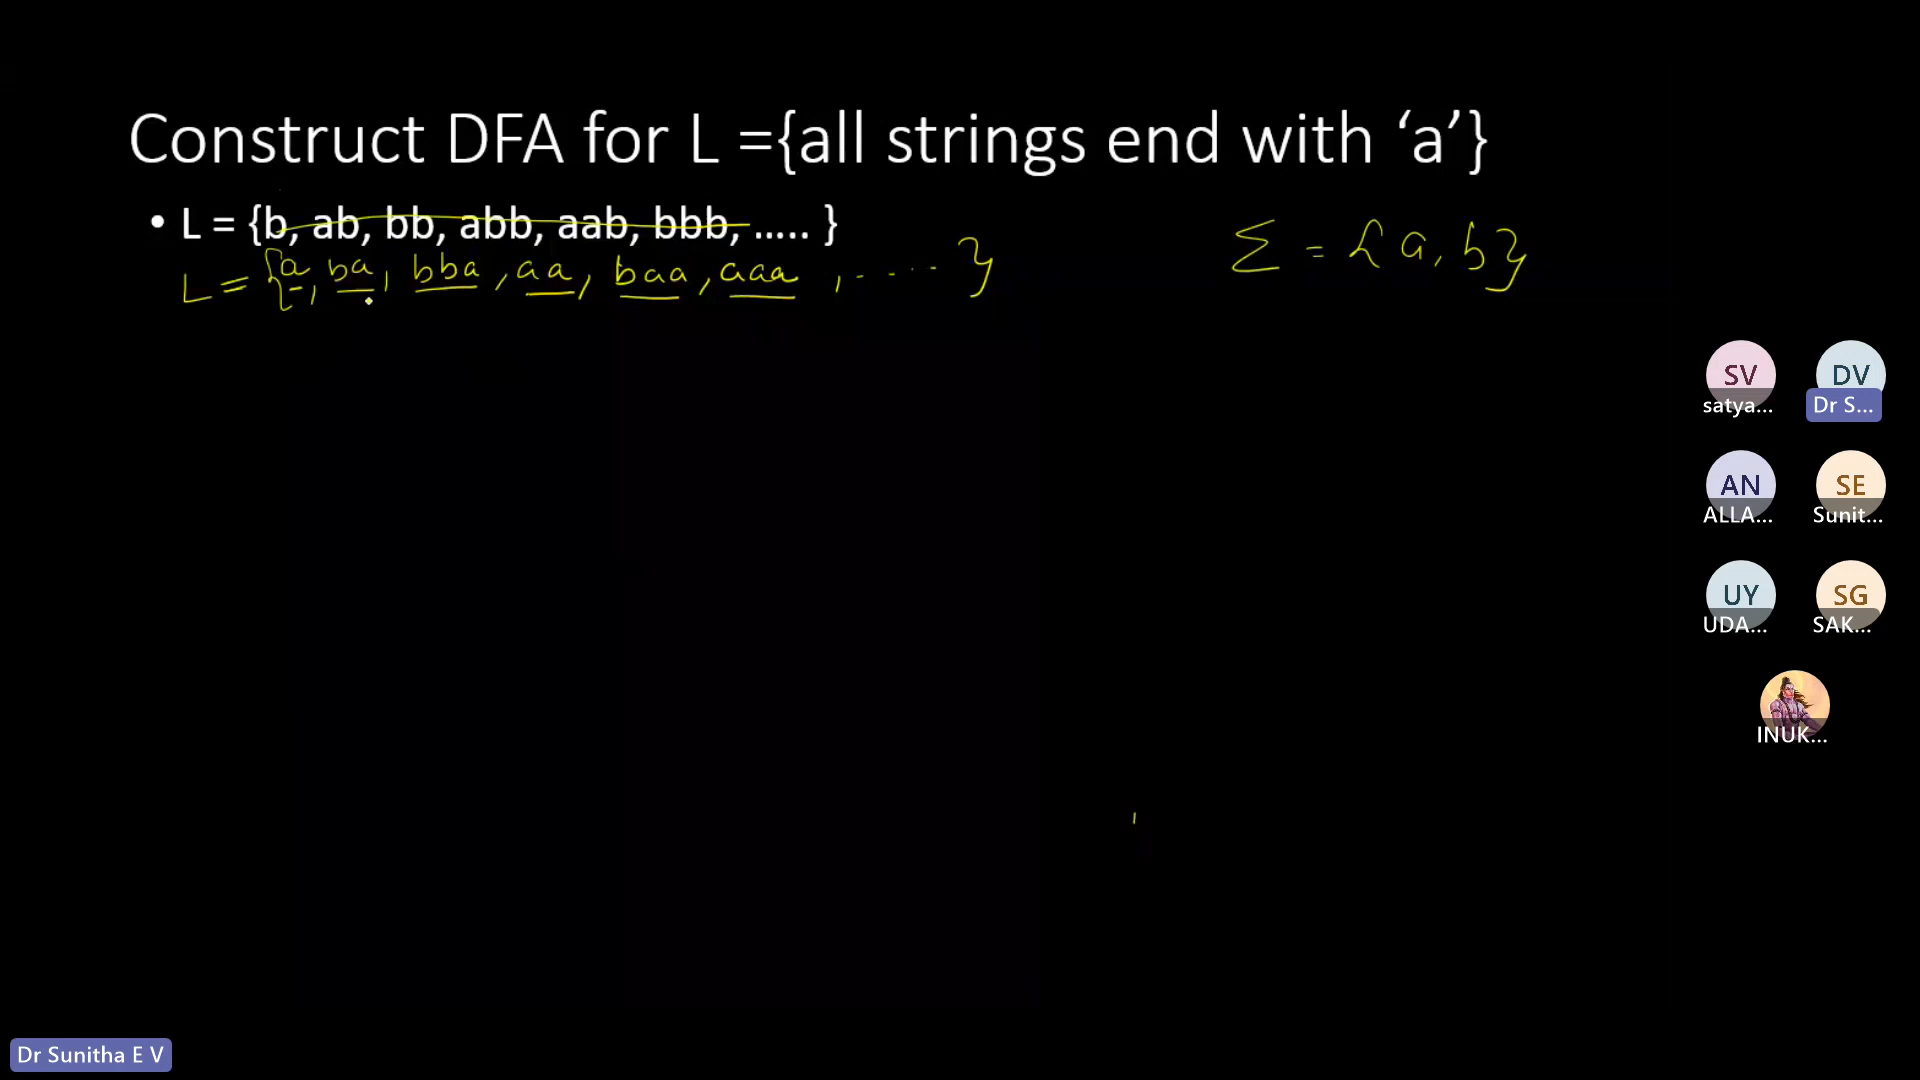 Construct DFA for L ={all strings end with ‘a’}
• L = {b, ab, bb, abb, aab, bbb, ..... }
L = {a, ba, bba, aa, baa, aaa, ..... }
Σ = {a, b}
SV
satya...
DV
Dr S...
AN
ALLA...
SE
Sunit...
UY
UDA...
SG
SAK...
INUK...
Dr Sunitha E V